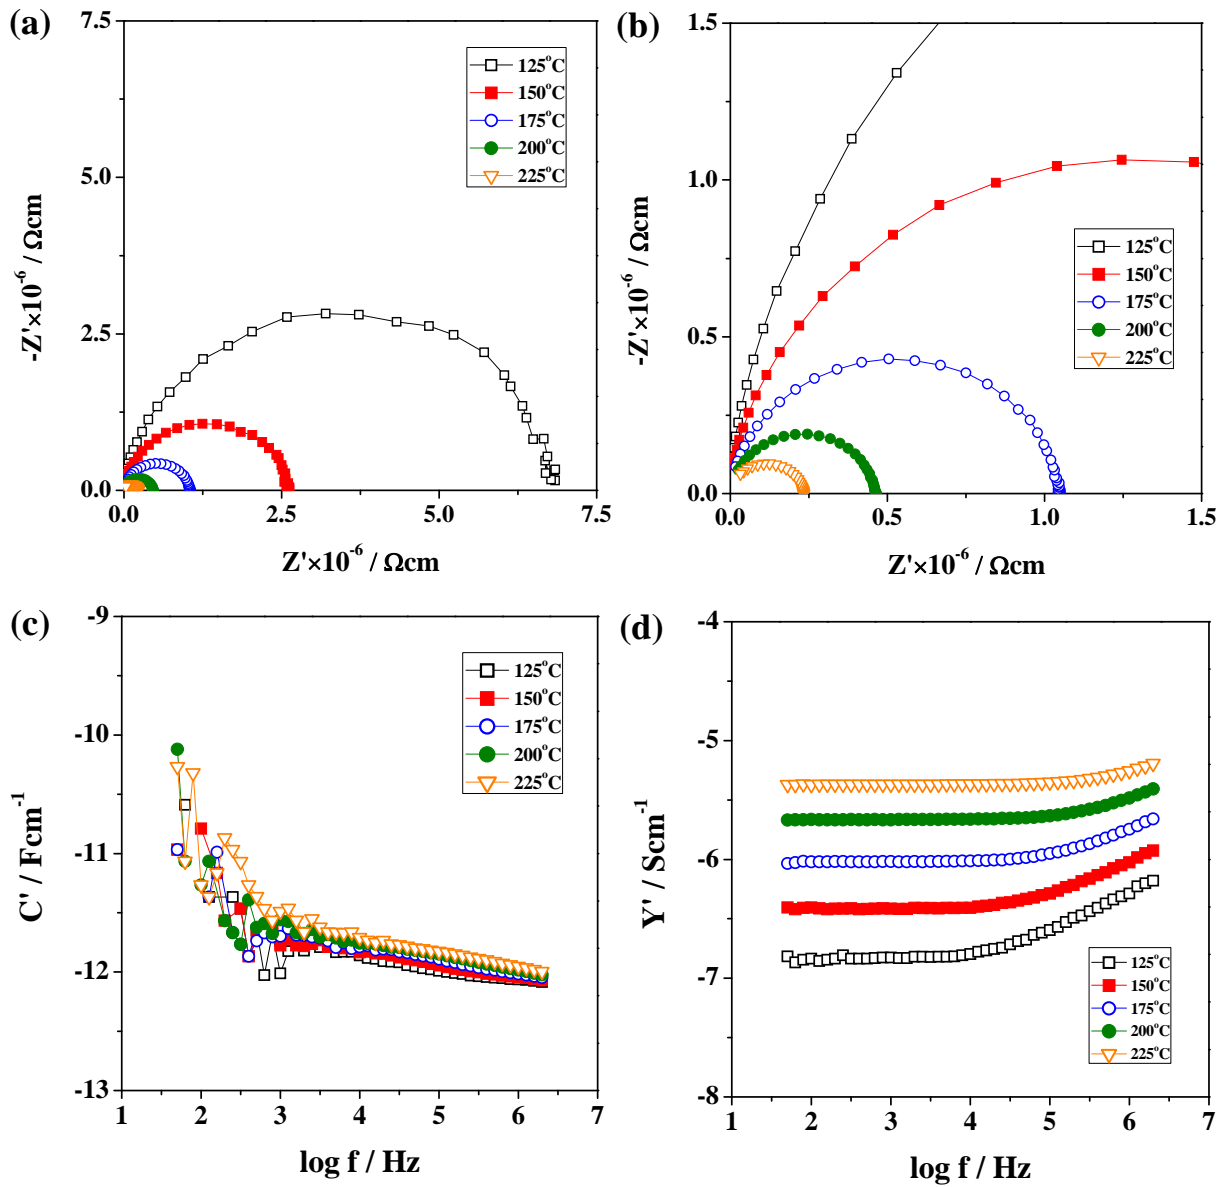 (a)
7.5
5.0
2.5
0.0
-Z'×10⁻⁶ / Ωcm
125°C
150°C
175°C
200°C
225°C
0.0 2.5 5.0 7.5
Z'×10⁻⁶ / Ωcm
(b)
1.5
1.0
0.5
0.0
-Z'×10⁻⁶ / Ωcm
125°C
150°C
175°C
200°C
225°C
0.0 0.5 1.0 1.5
Z'×10⁻⁶ / Ωcm
(c)
-9
-10
-11
-12
-13
C' / Fcm⁻¹
125°C
150°C
175°C
200°C
225°C
1 2 3 4 5 6 7
log f / Hz
(d)
-4
-5
-6
-7
-8
Y' / Scm⁻¹
125°C
150°C
175°C
200°C
225°C
1 2 3 4 5 6 7
log f / Hz